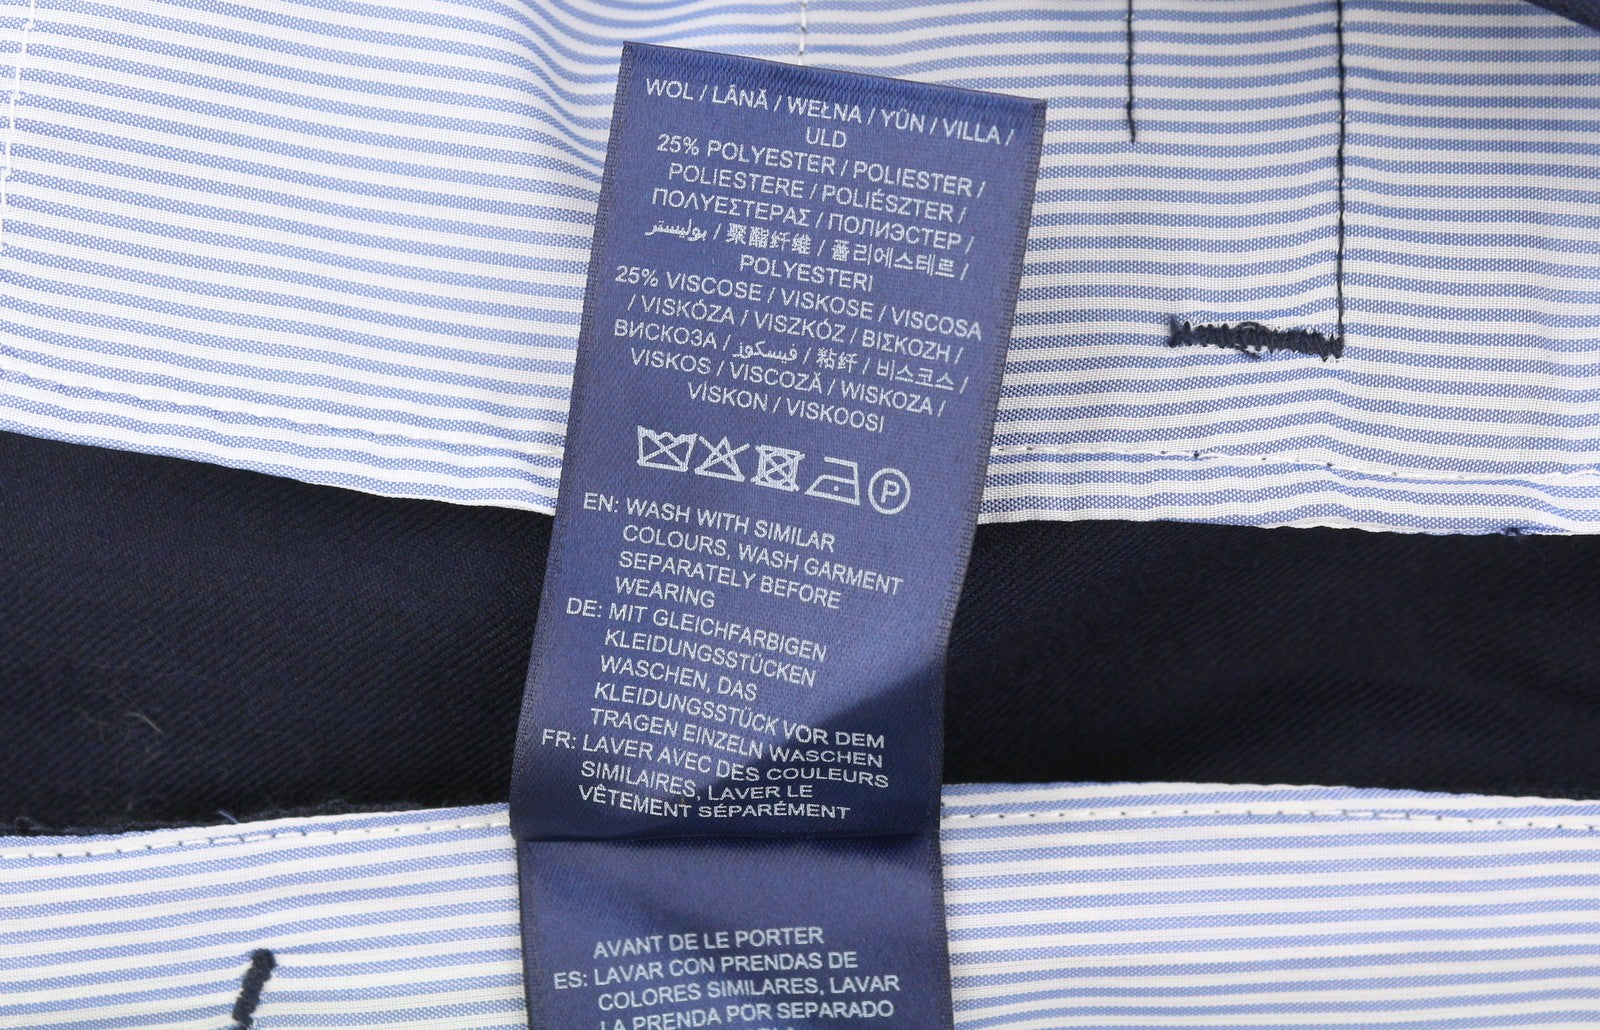 WOL / LÂNĂ / WEŁNA / YÜN / VILLA /
ULD
25% POLYESTER / POLIESTER /
POLIESTERE / POLIÉSZTER /
ΠΟΛΥΕΣΤΕΡΑΣ / ПОЛИЭСТЕР /
بوليستر / 聚酯纤维 / 폴리에스테르 /
POLYESTERI
25% VISCOSE / VISKOSE / VISCOSA
/ VISKÓZA / VISZKÓZ / ΒΙΣΚΟΖΗ /
ВИСКОЗА / فيسكوز / 粘纤 / 비스코스 /
VISKOS / VISCOZĂ / WISKOZA /
VİSKON / VISKOOSI
P
EN: WASH WITH SIMILAR
COLOURS, WASH GARMENT
SEPARATELY BEFORE
WEARING
DE: MIT GLEICHFARBIGEN
KLEIDUNGSSTÜCKEN
WASCHEN, DAS
KLEIDUNGSSTÜCK VOR DEM
TRAGEN EINZELN WASCHEN
FR: LAVER AVEC DES COULEURS
SIMILAIRES, LAVER LE
VÊTEMENT SÉPARÉMENT
AVANT DE LE PORTER
ES: LAVAR CON PRENDAS DE
COLORES SIMILARES, LAVAR
LA PRENDA POR SEPARADO